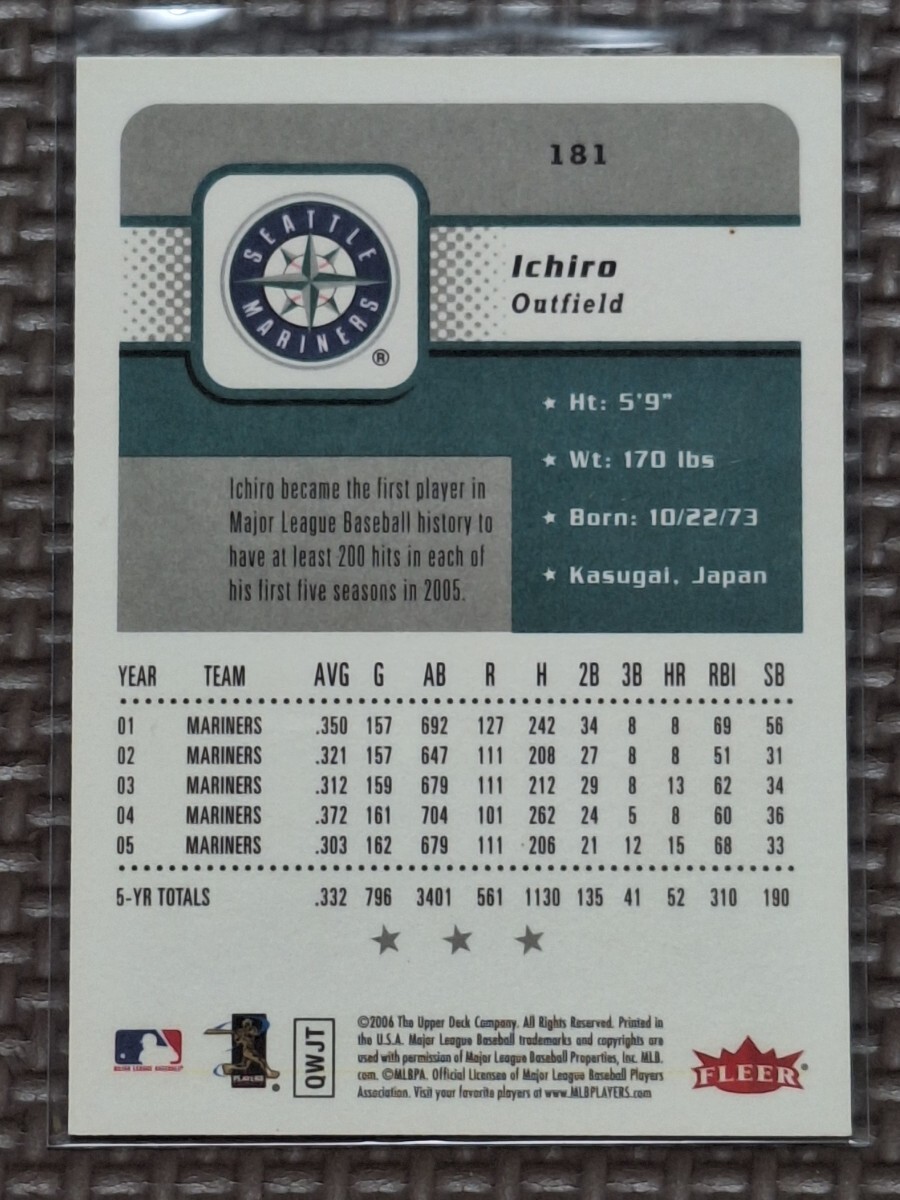 181
SEATTLE
MARINERS
®
Ichiro
Outfield
★ Ht: 5'9"
★ Wt: 170 lbs
★ Born: 10/22/73
★ Kasugai, Japan
Ichiro became the first player in
Major League Baseball history to
have at least 200 hits in each of
his first five seasons in 2005.
YEAR TEAM AVG G AB R H 2B 3B HR RBI SB
01 MARINERS .350 157 692 127 242 34 8 8 69 56
02 MARINERS .321 157 647 111 208 27 8 8 51 31
03 MARINERS .312 159 679 111 212 29 8 13 62 34
04 MARINERS .372 161 704 101 262 24 5 8 60 36
05 MARINERS .303 162 679 111 206 21 12 15 68 33
5-YR TOTALS .332 796 3401 561 1130 135 41 52 310 190
MAJOR LEAGUE BASEBALL
PLAYERS
QWJT
©2006 The Upper Deck Company. All Rights Reserved. Printed in
the U.S.A. Major League Baseball trademarks and copyrights are
used with permission of Major League Baseball Properties, Inc. MLB.
com. ©MLBPA. Official Licensee of Major League Baseball Players
Association. Visit your favorite players at www.MLBPLAYERS.com
FLEER